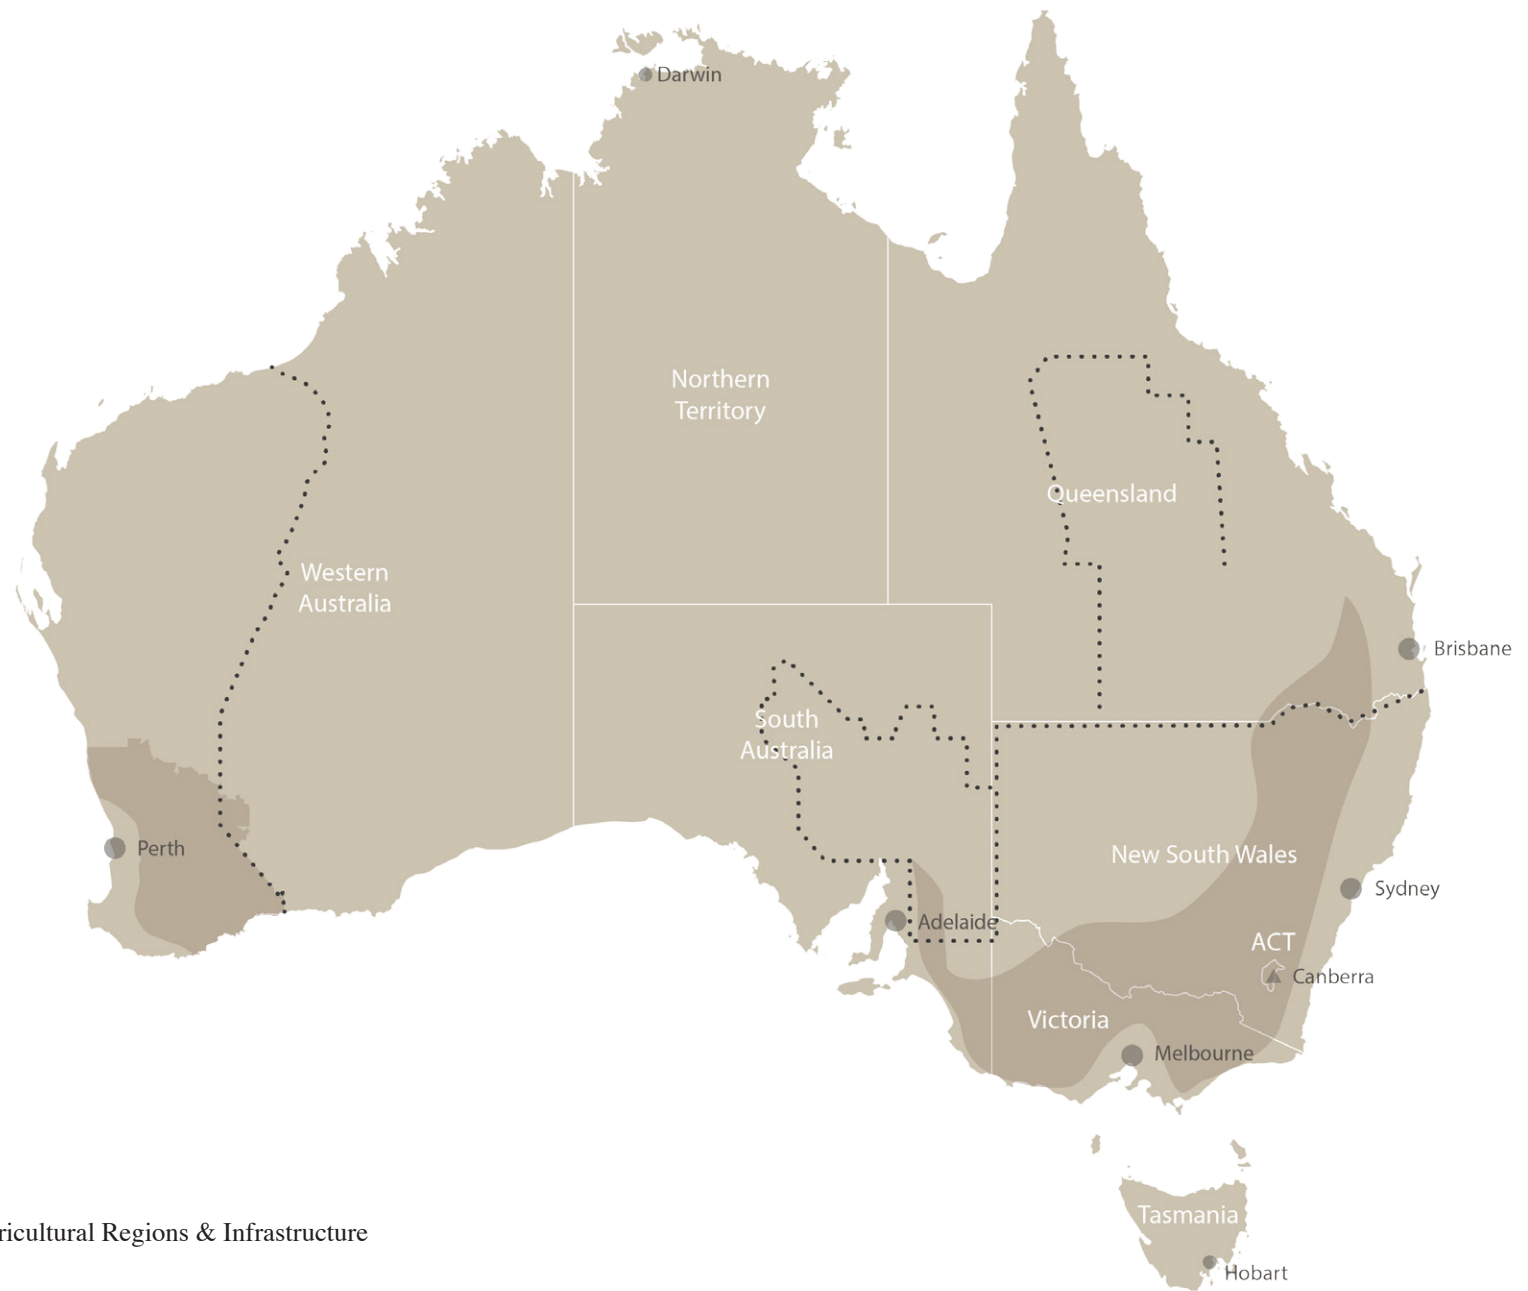 Darwin
Northern
Territory
Queensland
Western
Australia
Brisbane
South
Australia
Perth
New South Wales
Sydney
Adelaide
ACT
Canberra
Victoria
Melbourne
Tasmania
ricultural Regions & Infrastructure
Hobart